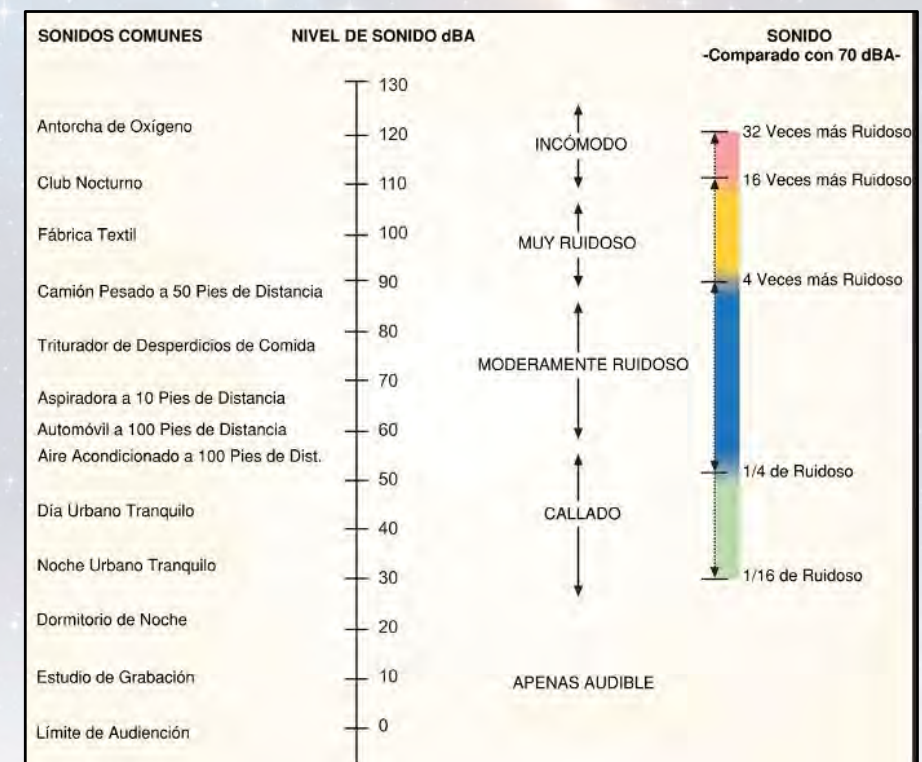 SONIDOS COMUNES
NIVEL DE SONIDO dBA
SONIDO
-Comparado con 70 dBA-
130
Antorcha de Oxígeno
120
INCÓMODO
32 Veces más Ruidoso
Club Nocturno
110
16 Veces más Ruidoso
Fábrica Textil
100
MUY RUIDOSO
Camión Pesado a 50 Pies de Distancia
90
4 Veces más Ruidoso
Triturador de Desperdicios de Comida
80
MODERAMENTE RUIDOSO
70
Aspiradora a 10 Pies de Distancia
Automóvil a 100 Pies de Distancia
60
Aire Acondicionado a 100 Pies de Dist.
50
1/4 de Ruidoso
Día Urbano Tranquilo
CALLADO
40
Noche Urbano Tranquilo
30
1/16 de Ruidoso
Dormitorio de Noche
20
Estudio de Grabación
10
APENAS AUDIBLE
Límite de Audiención
0